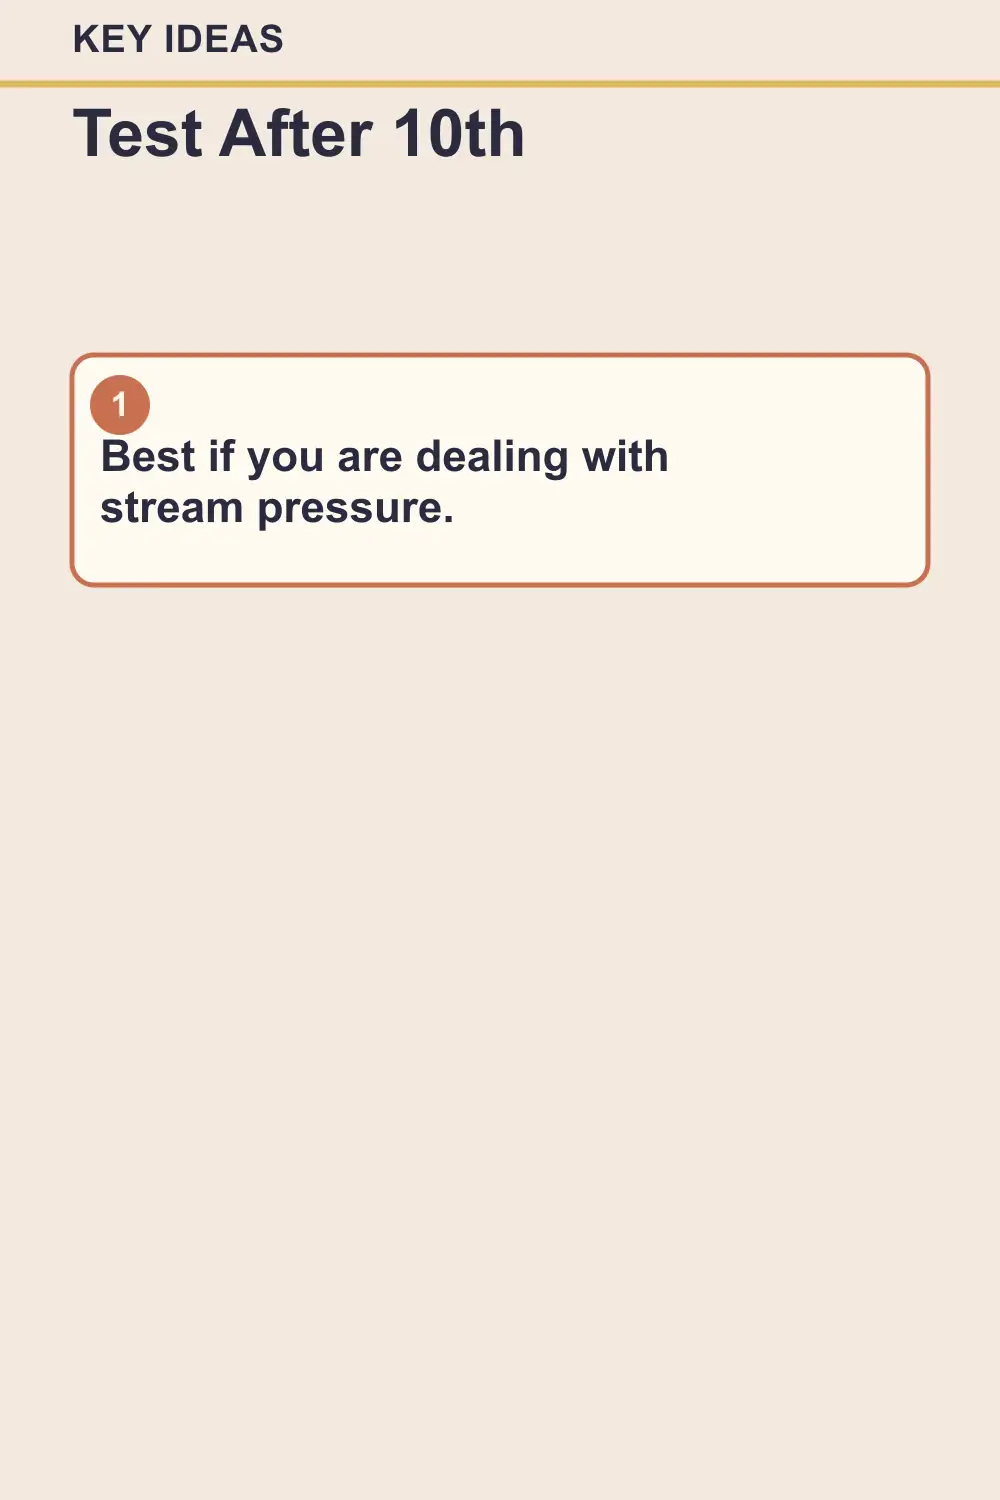 KEY IDEAS
Test After 10th
1
Best if you are dealing with
stream pressure.